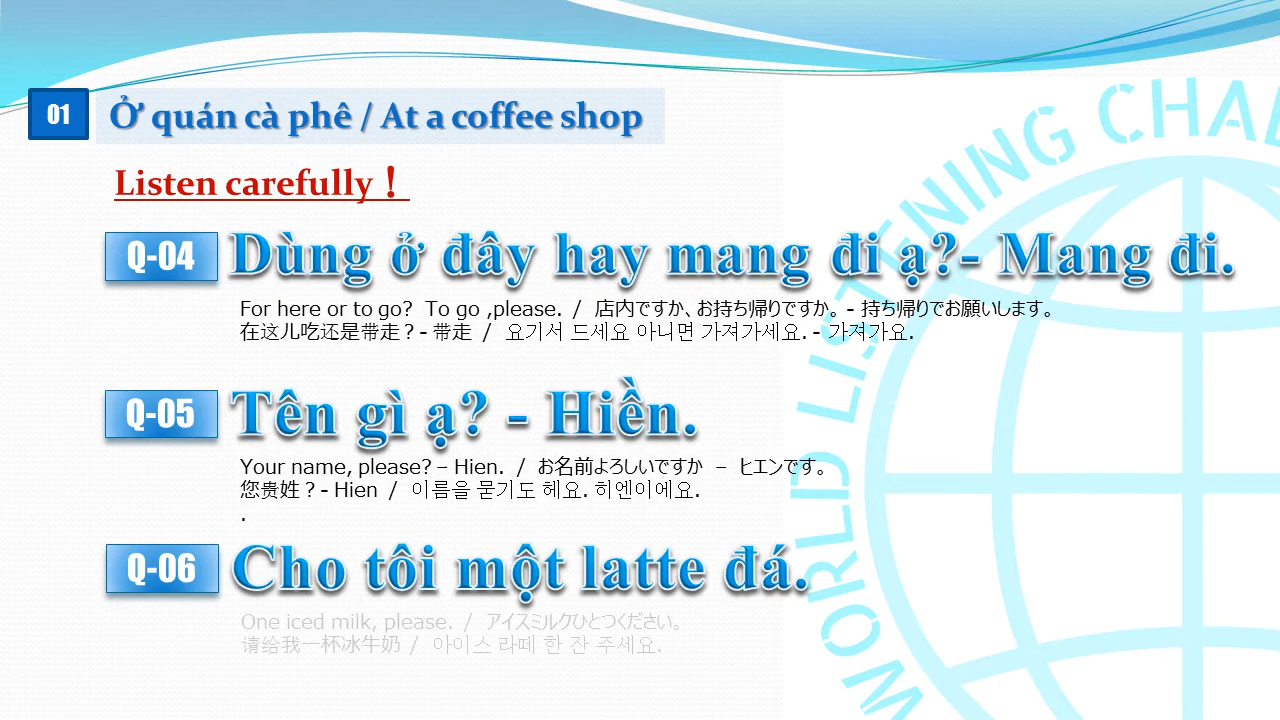 01
Ở quán cà phê / At a coffee shop
Listen carefully！
Q-04
Dùng ở đây hay mang đi ạ?- Mang đi.
For here or to go?  To go ,please.  /  店内ですか、お持ち帰りですか。 - 持ち帰りでお願いします。
在这儿吃还是带走？- 带走  /  요기서 드세요 아니면 가져가세요. - 가져가요.
Q-05
Tên gì ạ? - Hiền.
Your name, please? – Hien.  /  お名前よろしいですか  –  ヒエンです。
您贵姓？- Hien  /  이름을 묻기도 헤요. 히엔이에요.
.
Q-06
Cho tôi một latte đá.
One iced milk, please.  /  アイスミルクひとつください。
请给我一杯冰牛奶  /  아이스 라떼 한 잔 주세요.
WORLD LISTENING CHAL